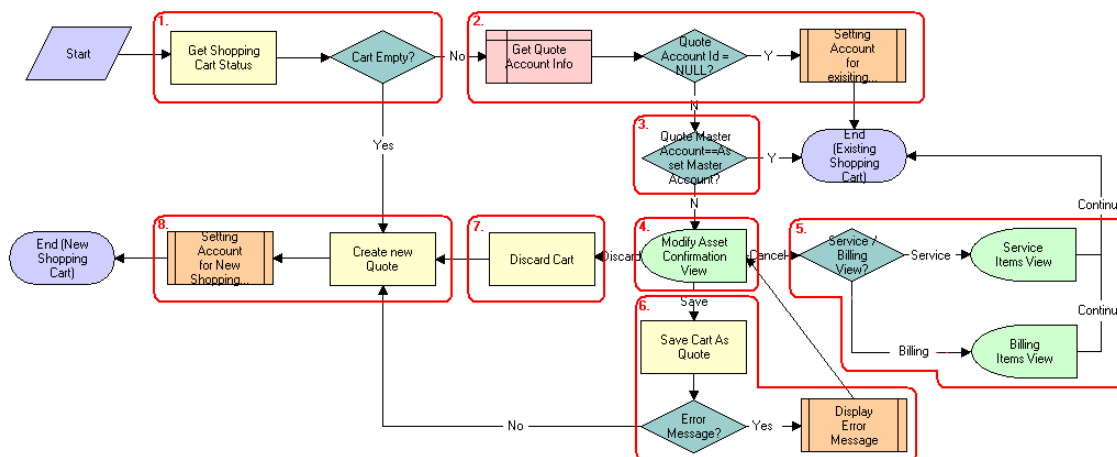 1.
Start
Get Shopping
Cart Status
Cart Empty?
No
2.
Get Quote
Account Info
Quote
Account Id =
NULL?
Y
Setting
Account
for
exisiting...
N
Yes
3.
Quote Master
Account==As
set Master
Account?
Y
End
(Existing
Shopping
Cart)
N
Continu
8.
End (New
Shopping
Cart)
Setting
Account
for New
Shopping...
Create new
Quote
7.
Discard Cart
Discard
4.
Modify Asset
Confirmation
View
Cancel
5.
Service /
Billing
View?
Service
Service
Items View
Continu
Save
6.
Save Cart As
Quote
Billing
Billing
Items View
No
Error
Message?
Yes
Display
Error
Message